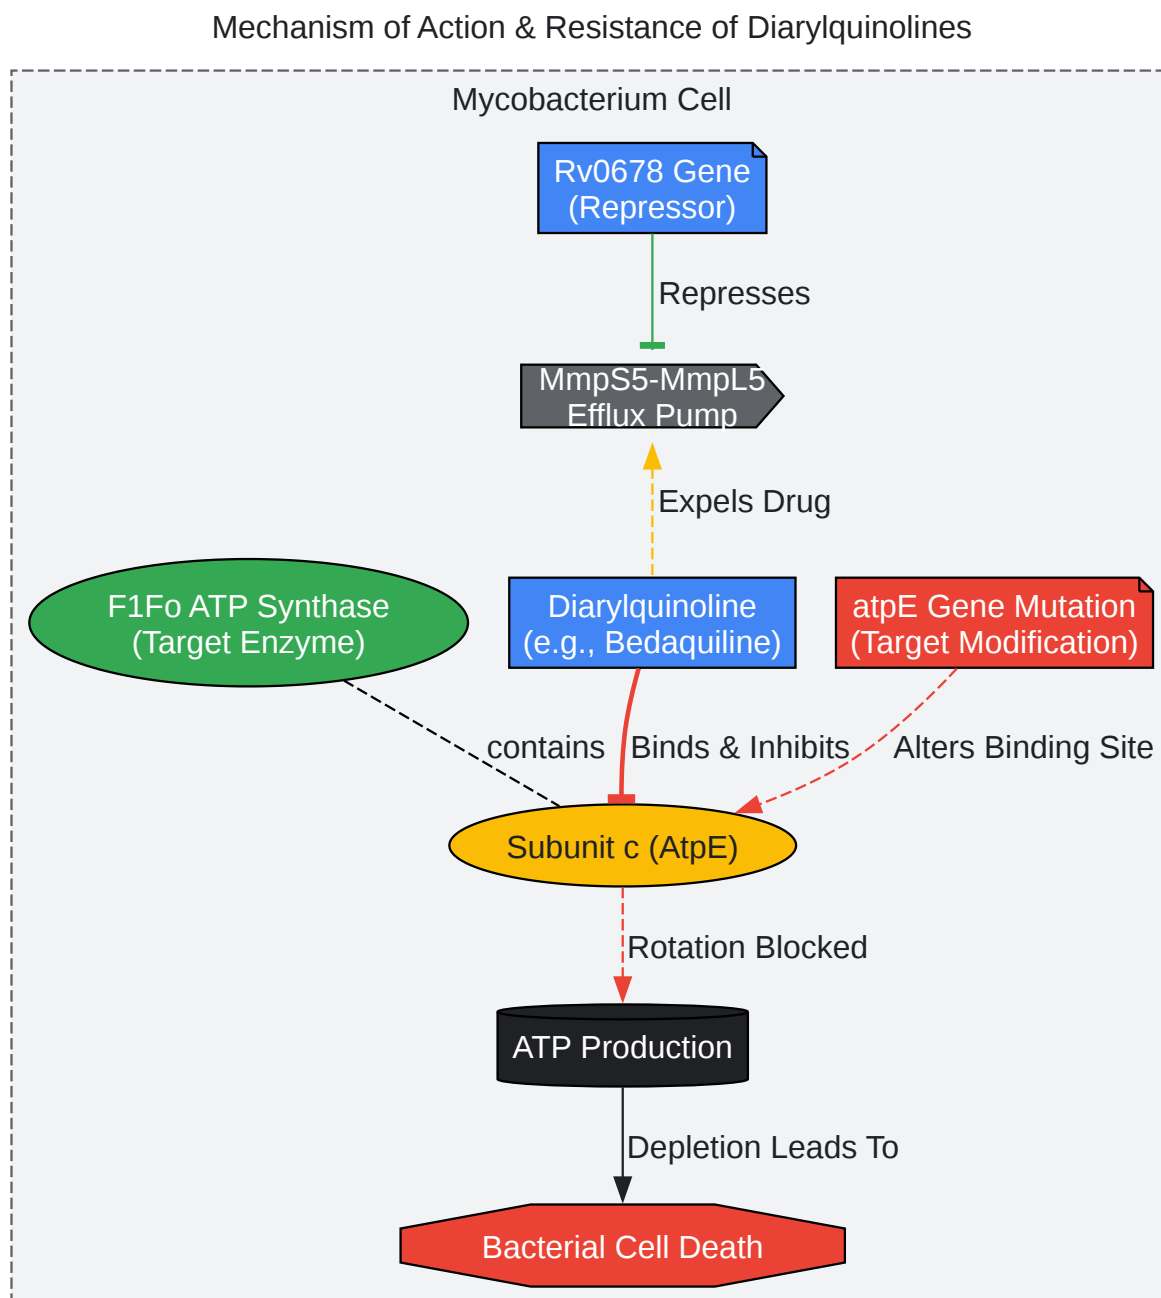 Mechanism of Action & Resistance of Diarylquinolines
Mycobacterium Cell
Rv0678 Gene
(Repressor)
Represses
MmpS5-MmpL5
Efflux Pump
Expels Drug
F1Fo ATP Synthase
(Target Enzyme)
Diarylquinoline
(e.g., Bedaquiline)
atpE Gene Mutation
(Target Modification)
contains
Binds & Inhibits
Alters Binding Site
Subunit c (AtpE)
Rotation Blocked
ATP Production
Depletion Leads To
Bacterial Cell Death